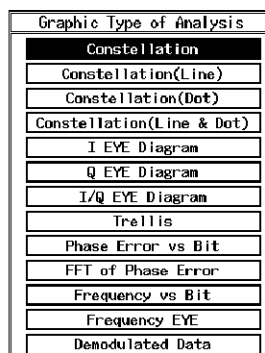 Graphic Type of Analysis
Constellation
Constellation(Line)
Constellation(Dot)
Constellation(Line & Dot)
I EYE Diagram
Q EYE Diagram
I/Q EYE Diagram
Trellis
Phase Error vs Bit
FFT of Phase Error
Frequency vs Bit
Frequency EYE
Demodulated Data